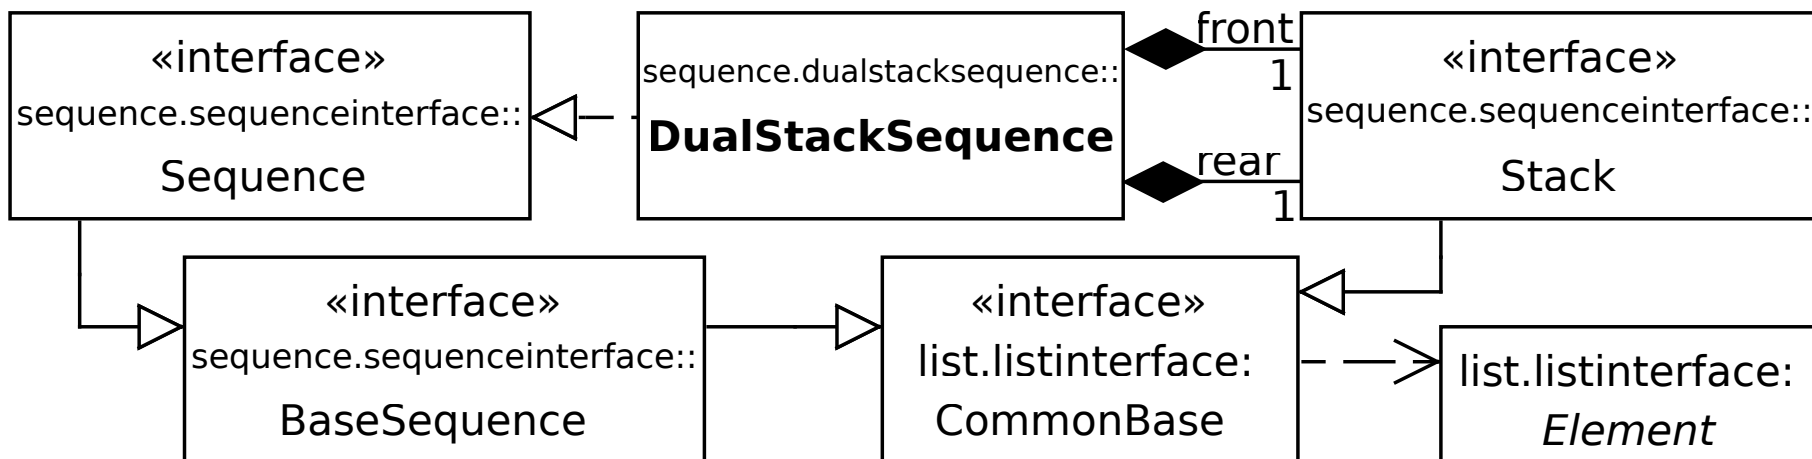 «interface»
sequence.sequenceinterface::
Sequence
sequence.dualstacksequence::
DualStackSequence
front
1
rear
1
«interface»
sequence.sequenceinterface::
Stack
«interface»
sequence.sequenceinterface::
BaseSequence
«interface»
list.listinterface:
CommonBase
list.listinterface:
Element